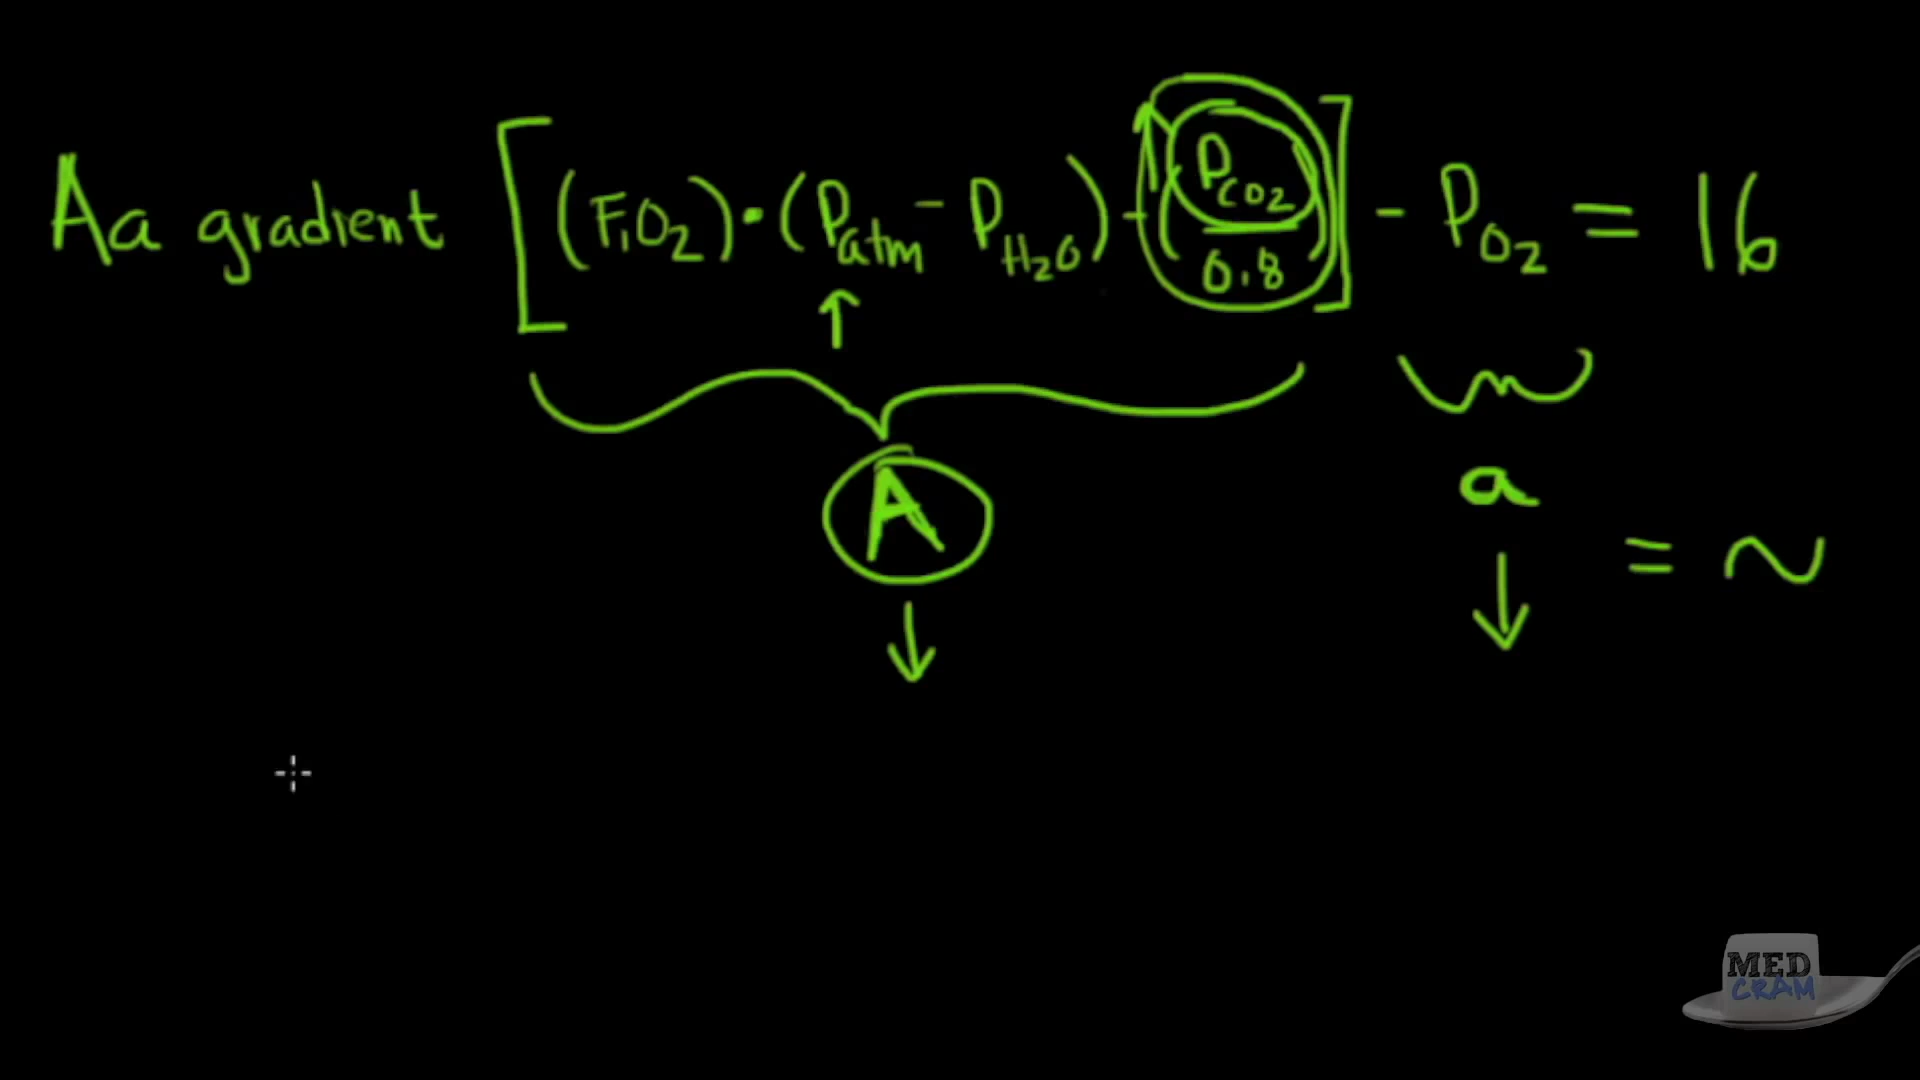 Aa gradient [(FiO2)·(Patm - PH2O) - (PCO2/0.8)] - PO2 = 16
↑
A a
= ~
↓ ↓
MED
CRAM